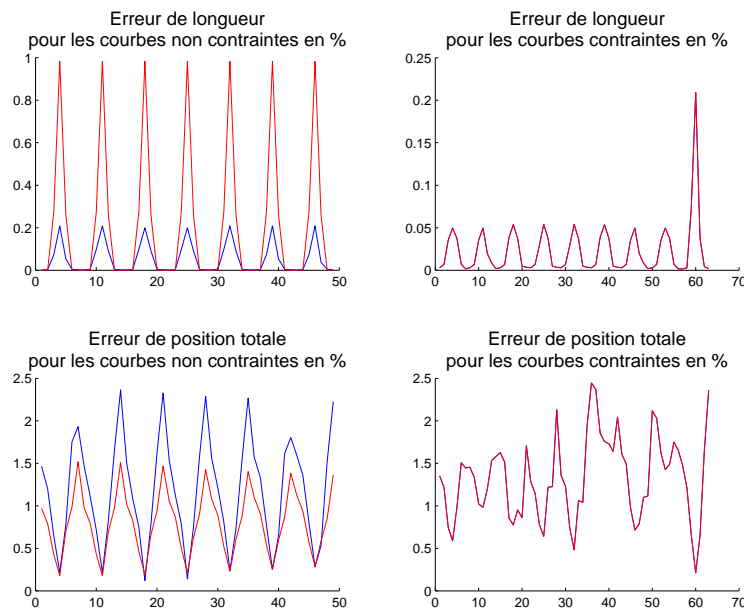 Erreur de longueur
pour les courbes non contraintes en %
1
0.8
0.6
0.4
0.2
0
0 10 20 30 40 50
Erreur de longueur
pour les courbes contraintes en %
0.25
0.2
0.15
0.1
0.05
0
0 10 20 30 40 50 60 70
Erreur de position totale
pour les courbes non contraintes en %
2.5
2
1.5
1
0.5
0
0 10 20 30 40 50
Erreur de position totale
pour les courbes contraintes en %
2.5
2
1.5
1
0.5
0
0 10 20 30 40 50 60 70